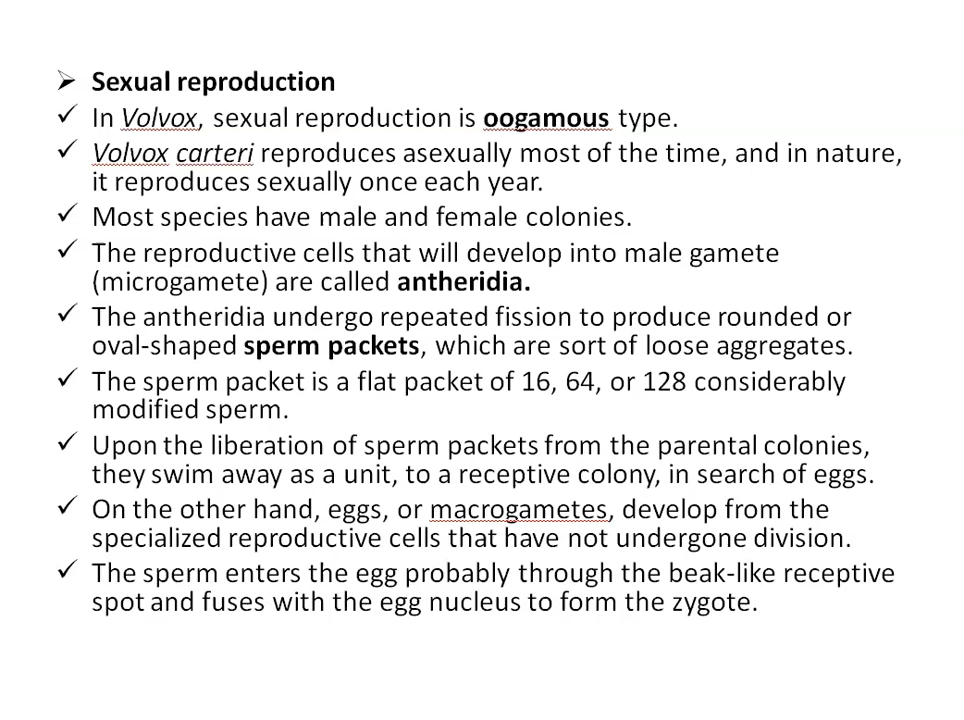 ➢ Sexual reproduction
✓ In Volvox, sexual reproduction is oogamous type.
✓ Volvox carteri reproduces asexually most of the time, and in nature,
it reproduces sexually once each year.
✓ Most species have male and female colonies.
✓ The reproductive cells that will develop into male gamete
(microgamete) are called antheridia.
✓ The antheridia undergo repeated fission to produce rounded or
oval-shaped sperm packets, which are sort of loose aggregates.
✓ The sperm packet is a flat packet of 16, 64, or 128 considerably
modified sperm.
✓ Upon the liberation of sperm packets from the parental colonies,
they swim away as a unit, to a receptive colony, in search of eggs.
✓ On the other hand, eggs, or macrogametes, develop from the
specialized reproductive cells that have not undergone division.
✓ The sperm enters the egg probably through the beak-like receptive
spot and fuses with the egg nucleus to form the zygote.